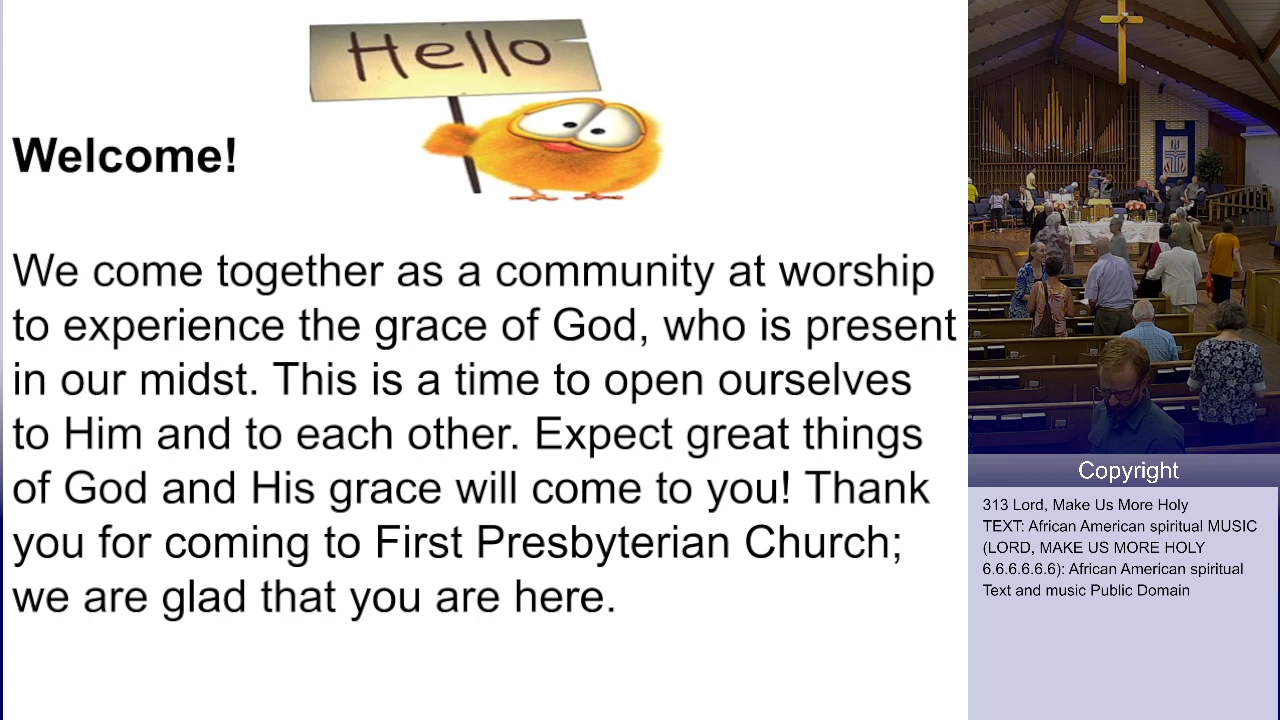 Hello
Welcome!
We come together as a community at worship
to experience the grace of God, who is present
in our midst. This is a time to open ourselves
to Him and to each other. Expect great things
of God and His grace will come to you! Thank
you for coming to First Presbyterian Church;
we are glad that you are here.
Copyright
313 Lord, Make Us More Holy
TEXT: African American spiritual MUSIC
(LORD, MAKE US MORE HOLY
6.6.6.6.6.6): African American spiritual
Text and music Public Domain